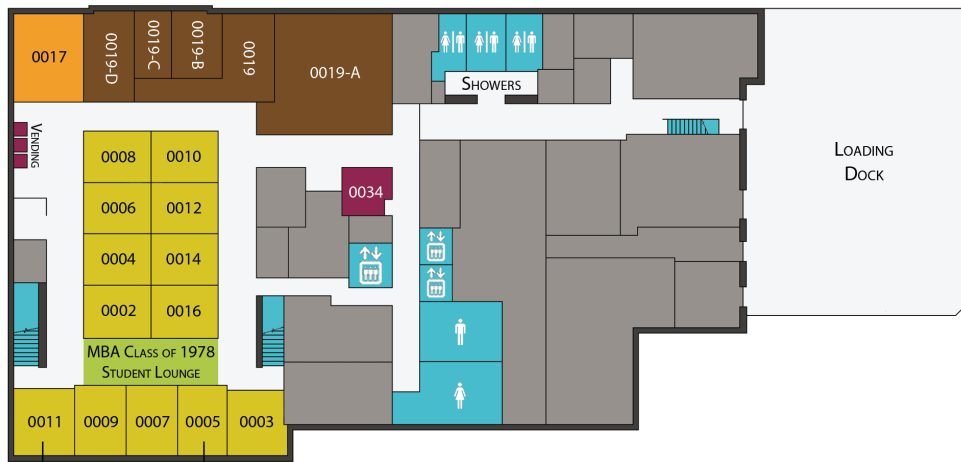 0017
0019-D
0019-C
0019-B
0019
0019-A
SHOWERS
VENDING
LOADING
DOCK
0008
0010
0034
0006
0012
0004
0014
0002
0016
MBA CLASS OF 1978
STUDENT LOUNGE
0011
0009
0007
0005
0003